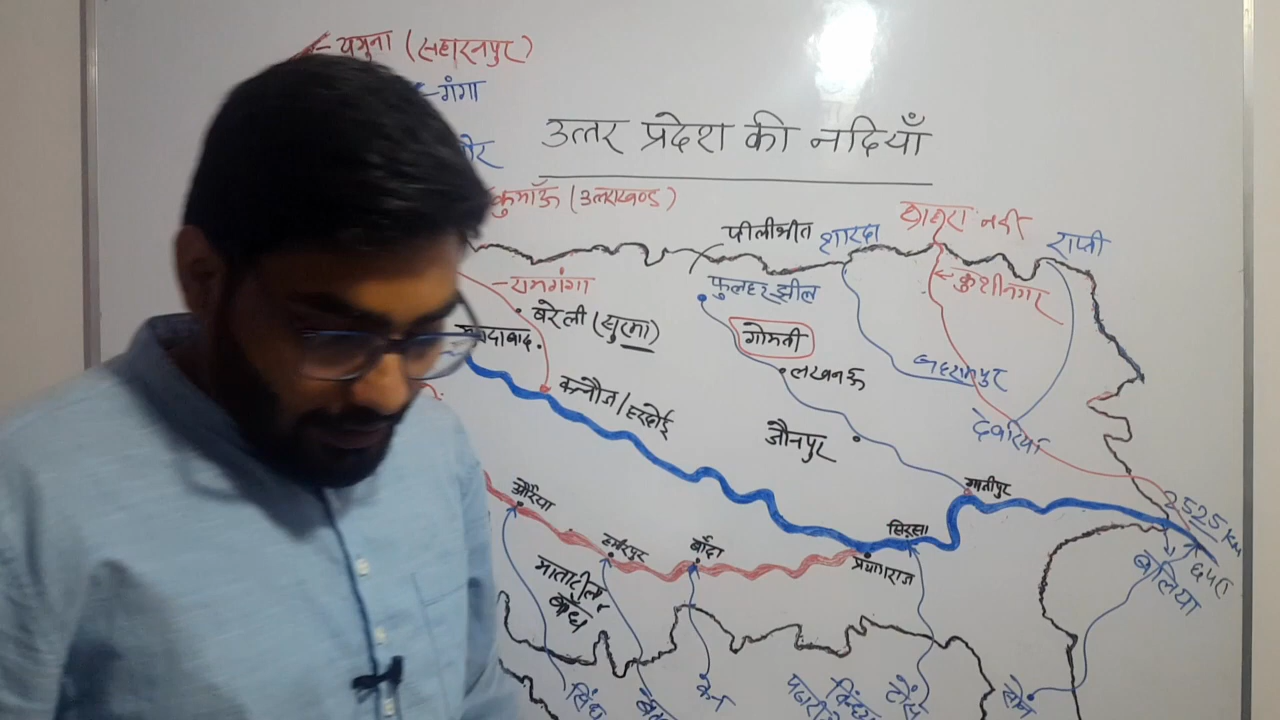 यमुना (सहारनपुर)
गंगा
उत्तर प्रदेश की नदियाँ
कुमाँऊ (उत्तराखण्ड)
पीलीभीत
शारदा
घाघरा नदी
राप्ती
रामगंगा
फुलहर झील
कुशीनगर
बरेली (सुरमा)
गोमती
कन्नौज/हरदोई
लखनऊ
बहरामपुर
जौनपुर
देवरिया
गाजीपुर
औरैया
2525 km
सिरसा
हमीरपुर
बाँदा
प्रयागराज
बलिया
माताटीला
बाँध
केन
टोंस
सोन